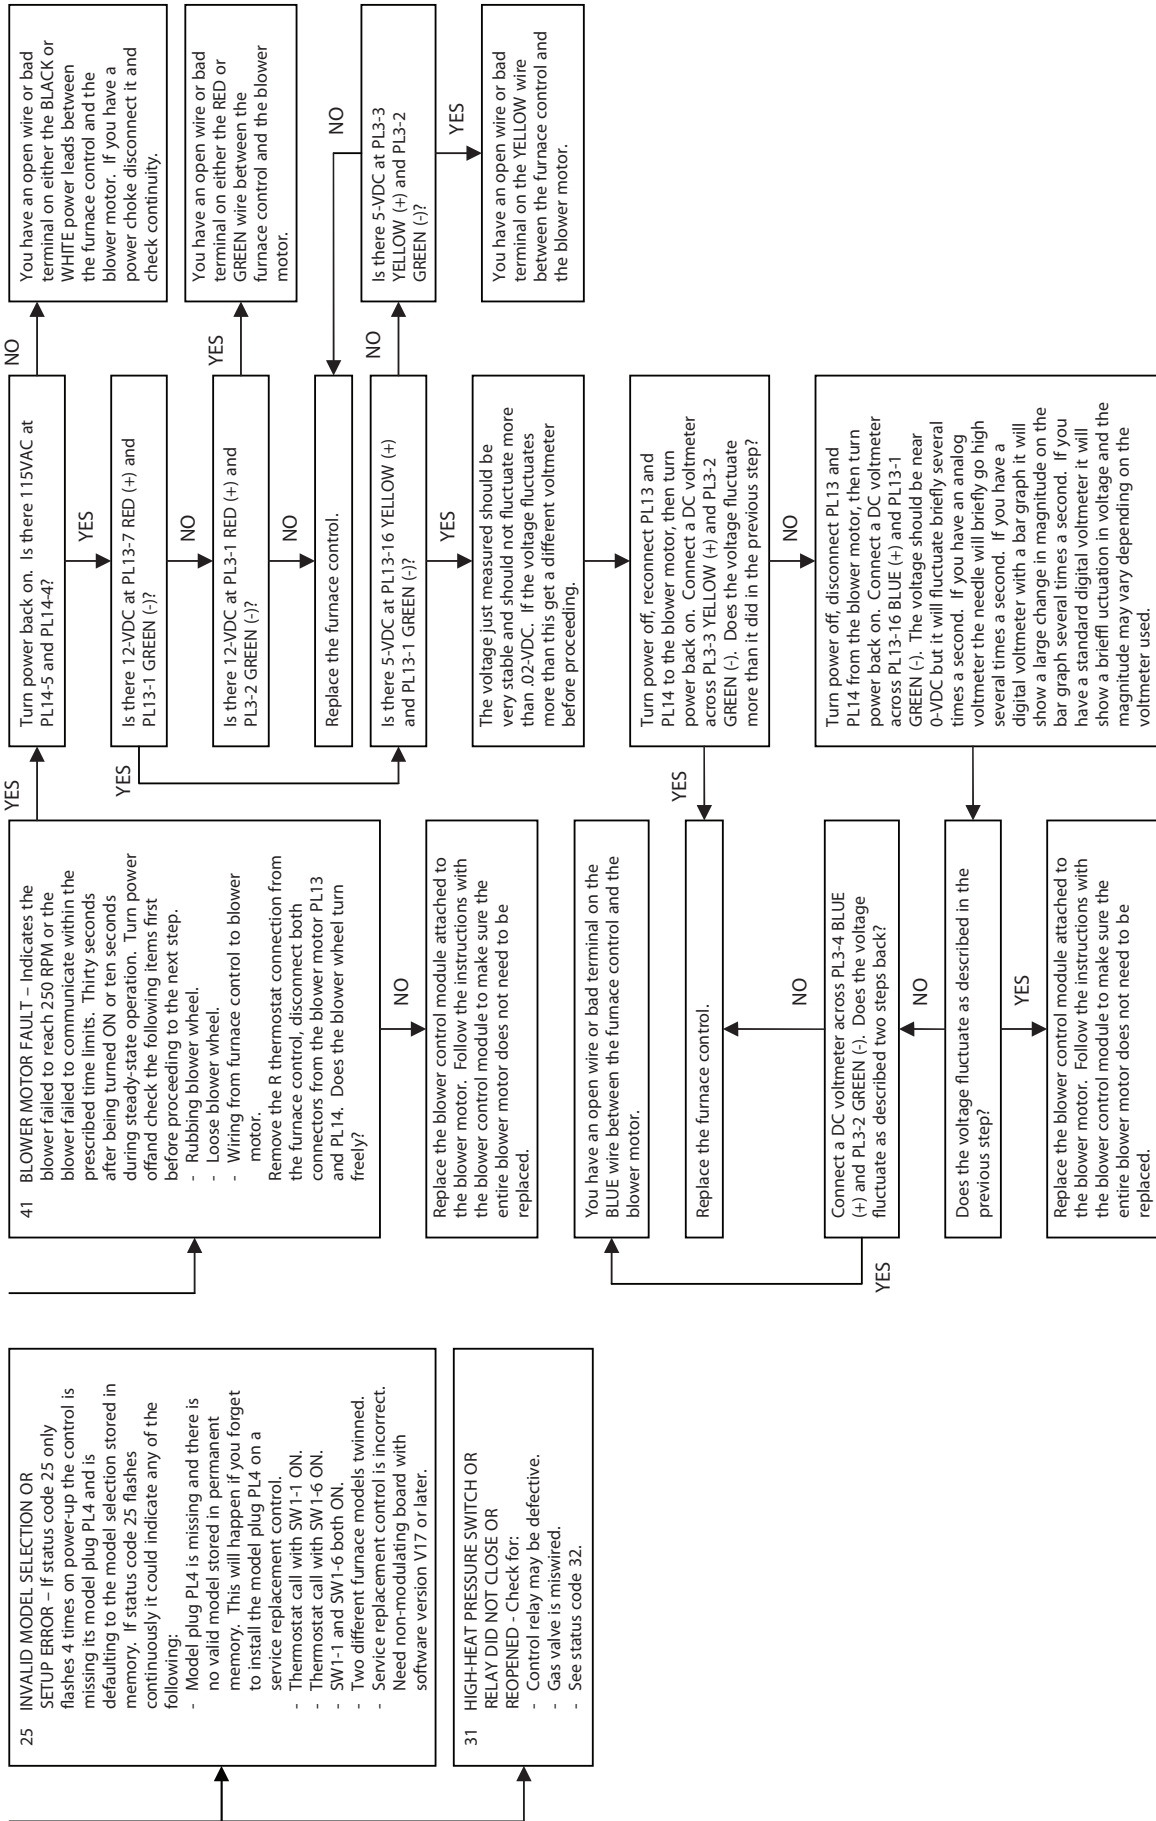 25 INVALID MODEL SELECTION OR
SETUP ERROR – If status code 25 only
flashes 4 times on power-up the control is
missing its model plug PL4 and is
defaulting to the model selection stored in
memory. If status code 25 flashes
continuously it could indicate any of the
following:
- Model plug PL4 is missing and there is
no valid model stored in permanent
memory. This will happen if you forget
to install the model plug PL4 on a
service replacement control.
- Thermostat call with SW1-1 ON.
- Thermostat call with SW1-6 ON.
- SW1-1 and SW1-6 both ON.
- Two different furnace models twinned.
- Service replacement control is incorrect.
Need non-modulating board with
software version V17 or later.
31 HIGH-HEAT PRESSURE SWITCH OR
RELAY DID NOT CLOSE OR
REOPENED - Check for:
- Control relay may be defective.
- Gas valve is miswired.
- See status code 32.
41 BLOWER MOTOR FAULT – Indicates the
blower failed to reach 250 RPM or the
blower failed to communicate within the
prescribed time limits. Thirty seconds
after being turned ON or ten seconds
during steady-state operation. Turn power
offand check the following items first
before proceeding to the next step.
- Rubbing blower wheel.
- Loose blower wheel.
- Wiring from furnace control to blower
motor.
Remove the R thermostat connection from
the furnace control, disconnect both
connectors from the blower motor PL13
and PL14. Does the blower wheel turn
freely?
YES
NO
Replace the blower control module attached to
the blower motor. Follow the instructions with
the blower control module to make sure the
entire blower motor does not need to be
replaced.
You have an open wire or bad terminal on the
BLUE wire between the furnace control and the
blower motor.
Replace the furnace control.
NO
Connect a DC voltmeter across PL3-4 BLUE
(+) and PL3-2 GREEN (-). Does the voltage
fluctuate as described two steps back?
YES
NO
Does the voltage fluctuate as described in the
previous step?
YES
Replace the blower control module attached to
the blower motor. Follow the instructions with
the blower control module to make sure the
entire blower motor does not need to be
replaced.
Turn power back on. Is there 115VAC at
PL14-5 and PL14-4?
NO
YES
Is there 12-VDC at PL13-7 RED (+) and
PL13-1 GREEN (-)?
YES
NO
Is there 12-VDC at PL3-1 RED (+) and
PL3-2 GREEN (-)?
YES
NO
Replace the furnace control.
Is there 5-VDC at PL13-16 YELLOW (+)
and PL13-1 GREEN (-)?
NO
YES
The voltage just measured should be
very stable and should not fluctuate more
than .02-VDC. If the voltage fluctuates
more than this get a different voltmeter
before proceeding.
Turn power off, reconnect PL13 and
PL14 to the blower motor, then turn
power back on. Connect a DC voltmeter
across PL3-3 YELLOW (+) and PL3-2
GREEN (-). Does the voltage fluctuate
more than it did in the previous step?
YES
NO
Turn power off, disconnect PL13 and
PL14 from the blower motor, then turn
power back on. Connect a DC voltmeter
across PL13-16 BLUE (+) and PL13-1
GREEN (-). The voltage should be near
0-VDC but it will fluctuate briefly several
times a second. If you have an analog
voltmeter the needle will briefly go high
several times a second. If you have a
digital voltmeter with a bar graph it will
show a large change in magnitude on the
bar graph several times a second. If you
have a standard digital voltmeter it will
show a brieffl uctuation in voltage and the
magnitude may vary depending on the
voltmeter used.
You have an open wire or bad
terminal on either the BLACK or
WHITE power leads between
the furnace control and the
blower motor. If you have a
power choke disconnect it and
check continuity.
You have an open wire or bad
terminal on either the RED or
GREEN wire between the
furnace control and the blower
motor.
NO
Is there 5-VDC at PL3-3
YELLOW (+) and PL3-2
GREEN (-)?
YES
You have an open wire or bad
terminal on the YELLOW wire
between the furnace control and
the blower motor.